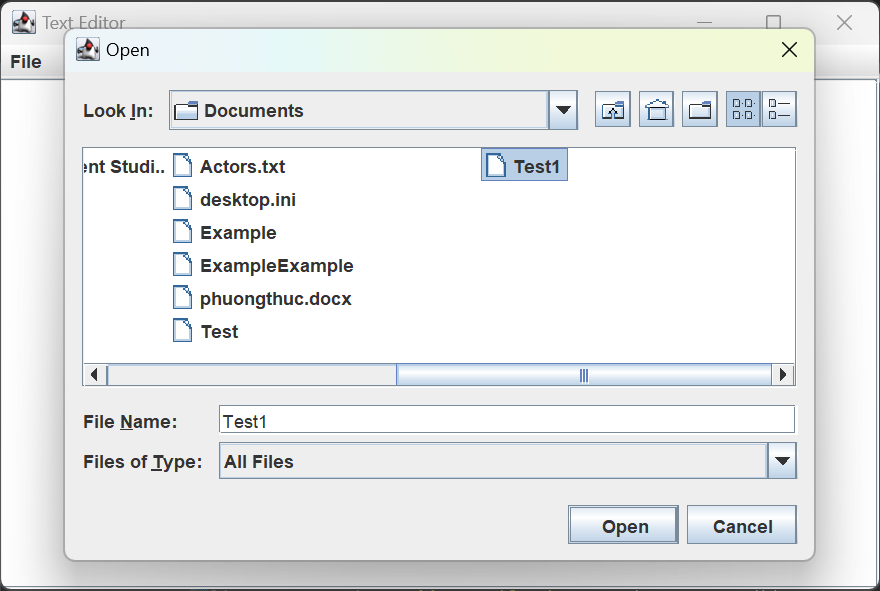 Text Editor
File
Open
Look In: Documents
ent Studi.. Actors.txt Test1
desktop.ini
Example
ExampleExample
phuongthuc.docx
Test
File Name: Test1
Files of Type: All Files
Open Cancel